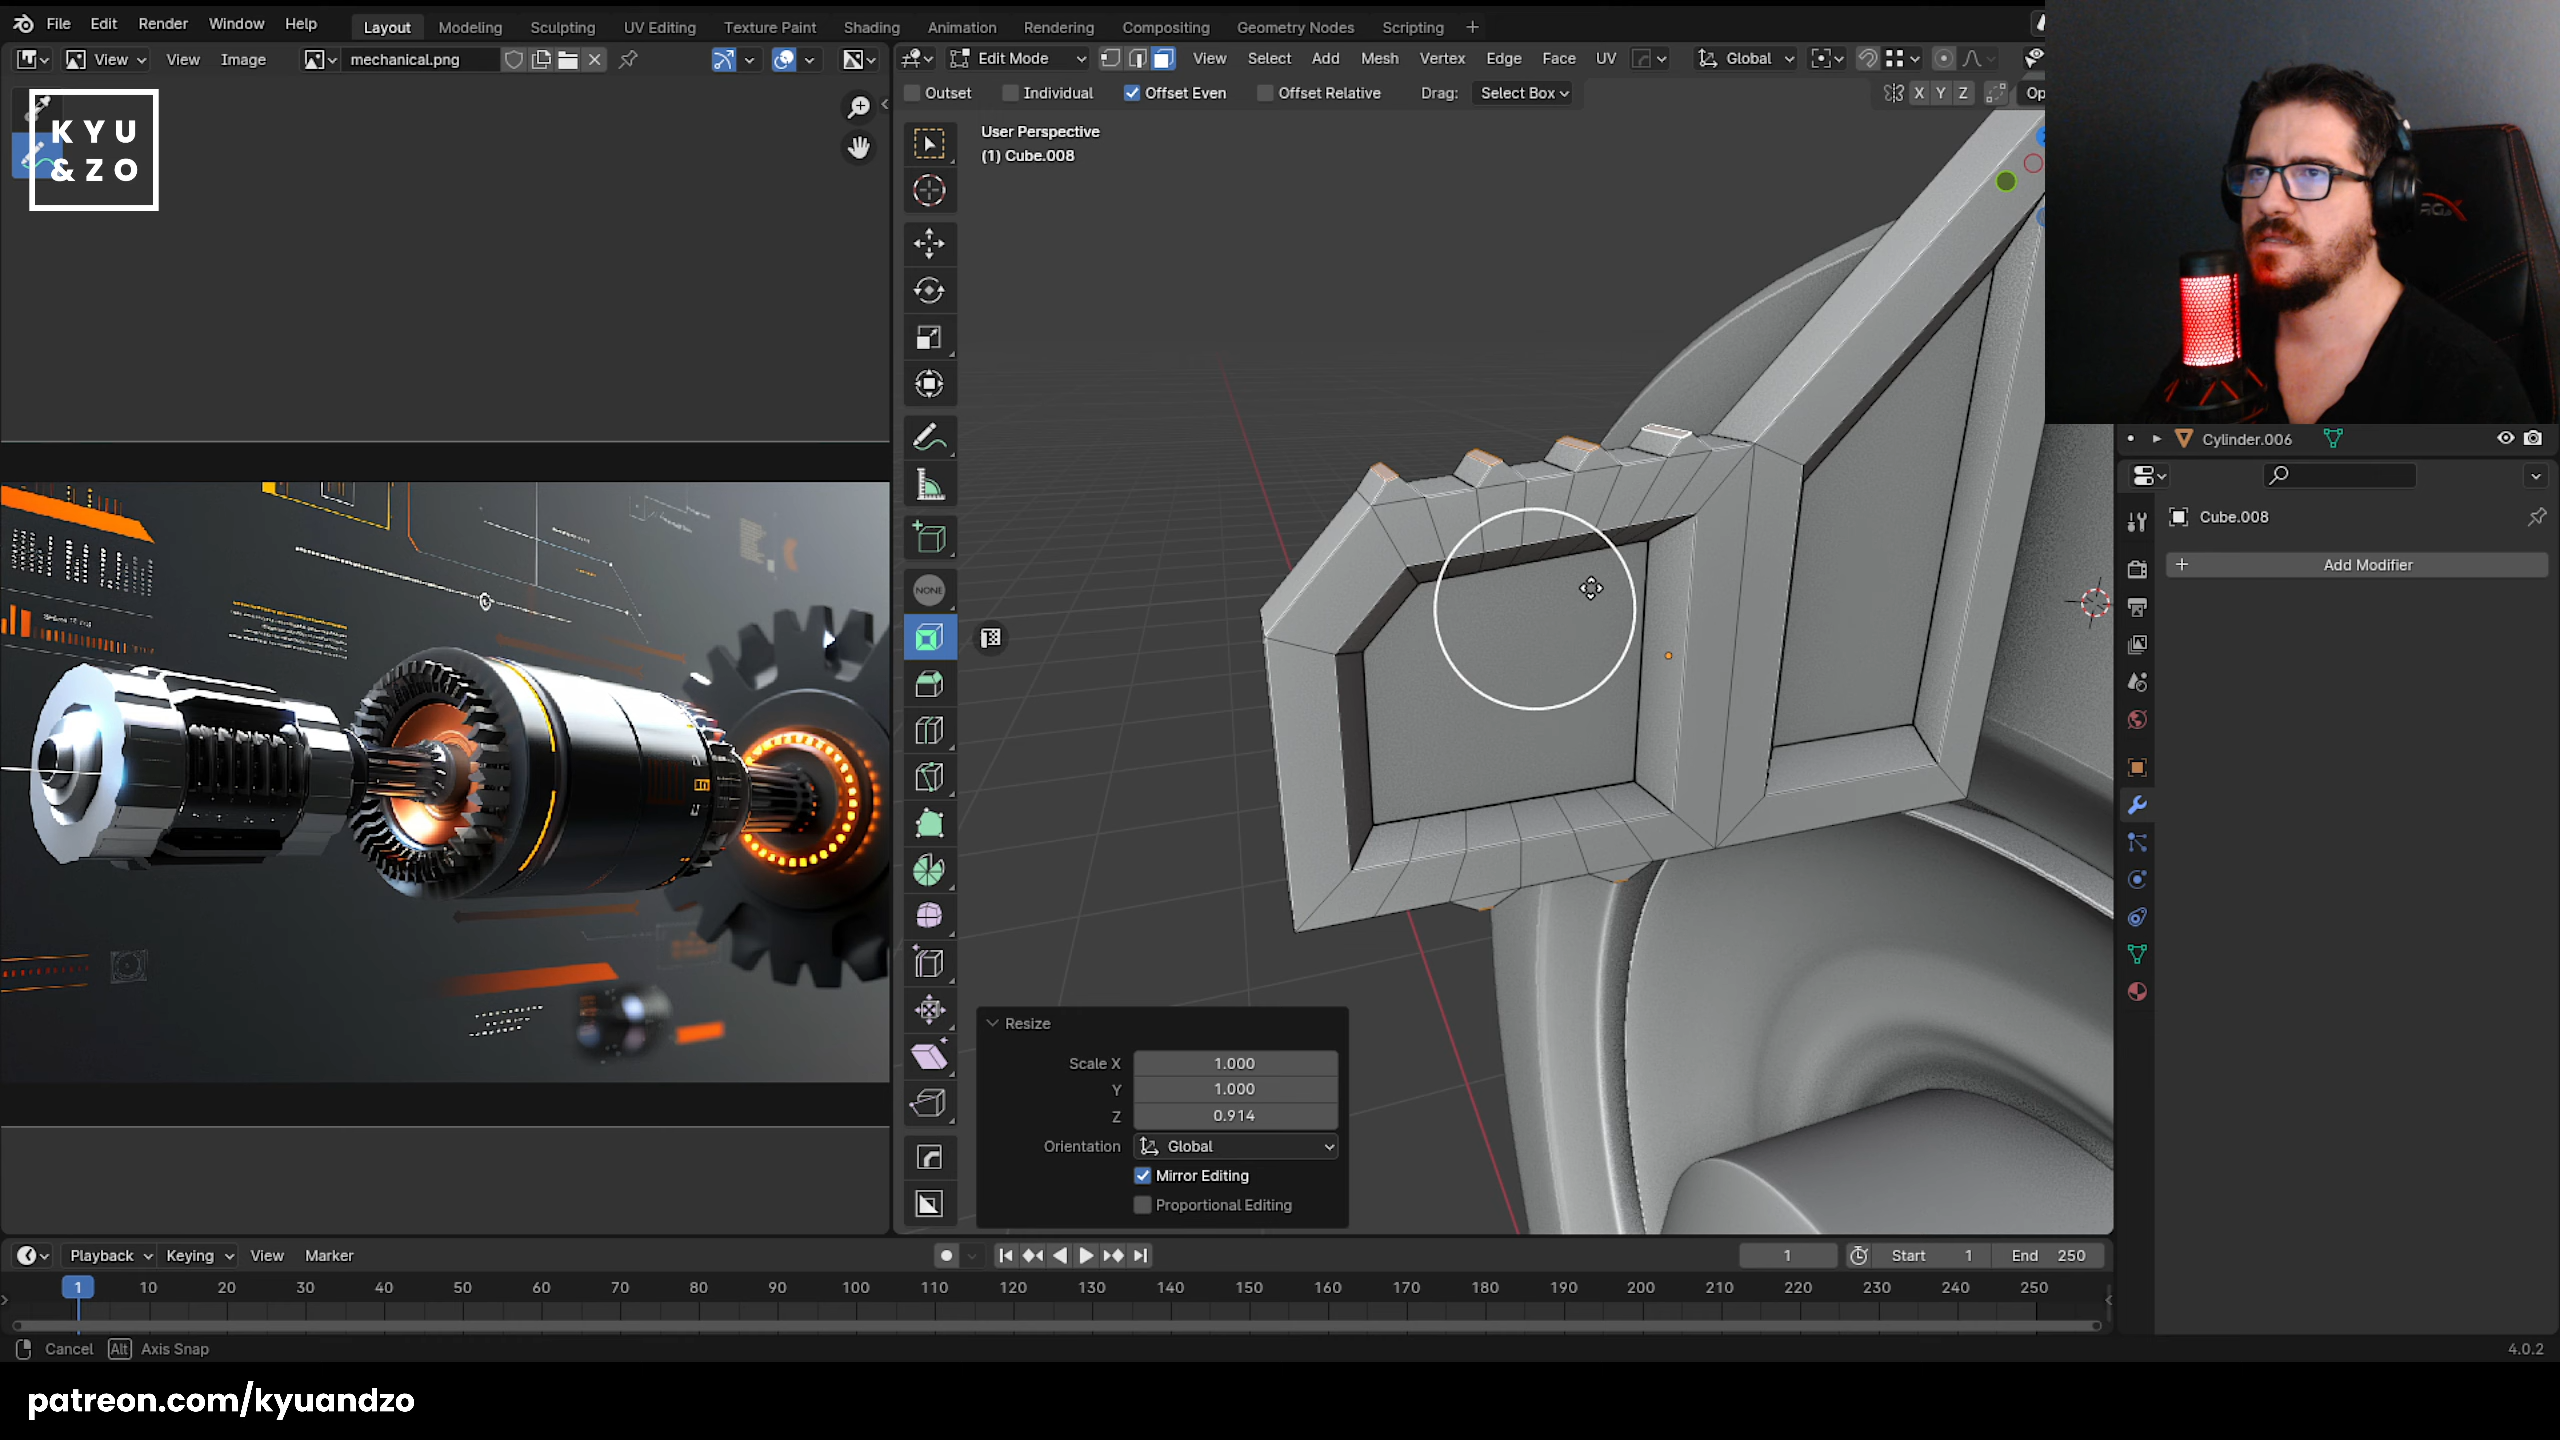 File Edit Render Window Help Layout Modeling Sculpting UV Editing Texture Paint Shading Animation Rendering Compositing Geometry Nodes Scripting +
View View Image mechanical.png
Edit Mode View Select Add Mesh Vertex Edge Face UV Global
Outset Individual Offset Even Offset Relative Drag: Select Box X Y Z Op
KYU
&ZO
User Perspective
(1) Cube.008
NONE
Cylinder.006
Cube.008
+ Add Modifier
Resize
Scale X 1.000
Y 1.000
Z 0.914
Orientation Global
Mirror Editing
Proportional Editing
Playback Keying View Marker 1 Start 1 End 250
1 10 20 30 40 50 60 70 80 90 100 110 120 130 140 150 160 170 180 190 200 210 220 230 240 250
Cancel Alt Axis Snap 4.0.2
patreon.com/kyuandzo